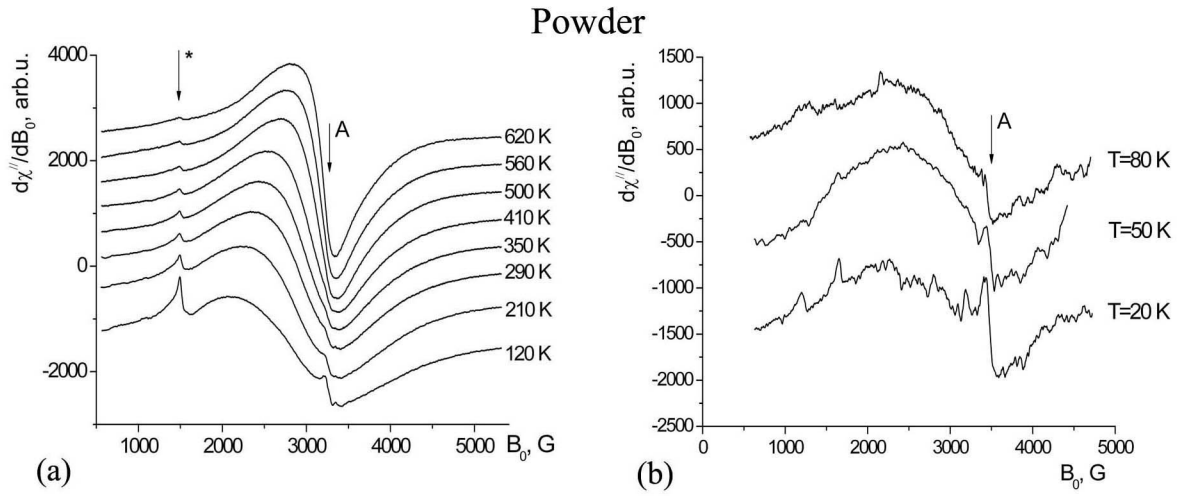 Powder
dχ″/dB₀, arb.u.
4000
2000
0
-2000
1000
2000
3000
4000
5000
B₀, G
*
A
620 K
560 K
500 K
410 K
350 K
290 K
210 K
120 K
(a)
dχ″/dB₀, arb.u.
1500
1000
500
0
-500
-1000
-1500
-2000
-2500
0
1000
2000
3000
4000
5000
B₀, G
A
T=80 K
T=50 K
T=20 K
(b)